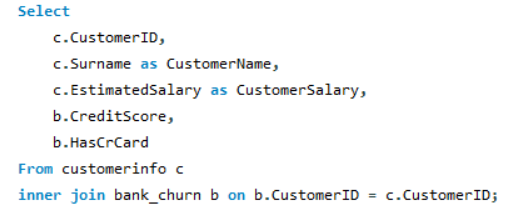 Select
c.CustomerID,
c.Surname as CustomerName,
c.EstimatedSalary as CustomerSalary,
b.CreditScore,
b.HasCrCard
From customerinfo c
inner join bank_churn b on b.CustomerID = c.CustomerID;